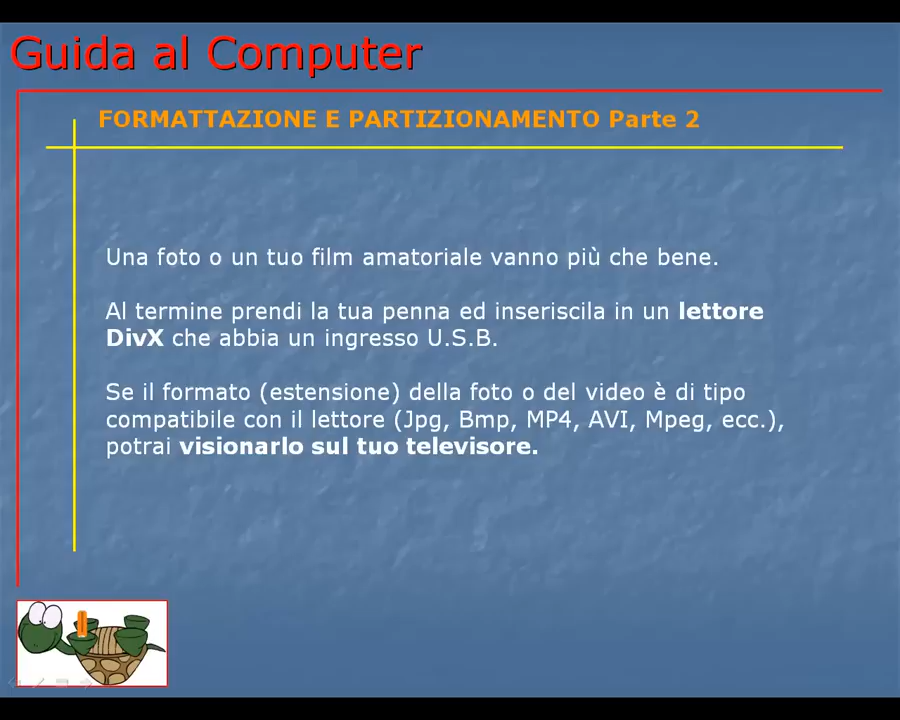 Guida al Computer
FORMATTAZIONE E PARTIZIONAMENTO Parte 2
Una foto o un tuo film amatoriale vanno più che bene.
Al termine prendi la tua penna ed inseriscila in un lettore
DivX che abbia un ingresso U.S.B.
Se il formato (estensione) della foto o del video è di tipo
compatibile con il lettore (Jpg, Bmp, MP4, AVI, Mpeg, ecc.),
potrai visionarlo sul tuo televisore.